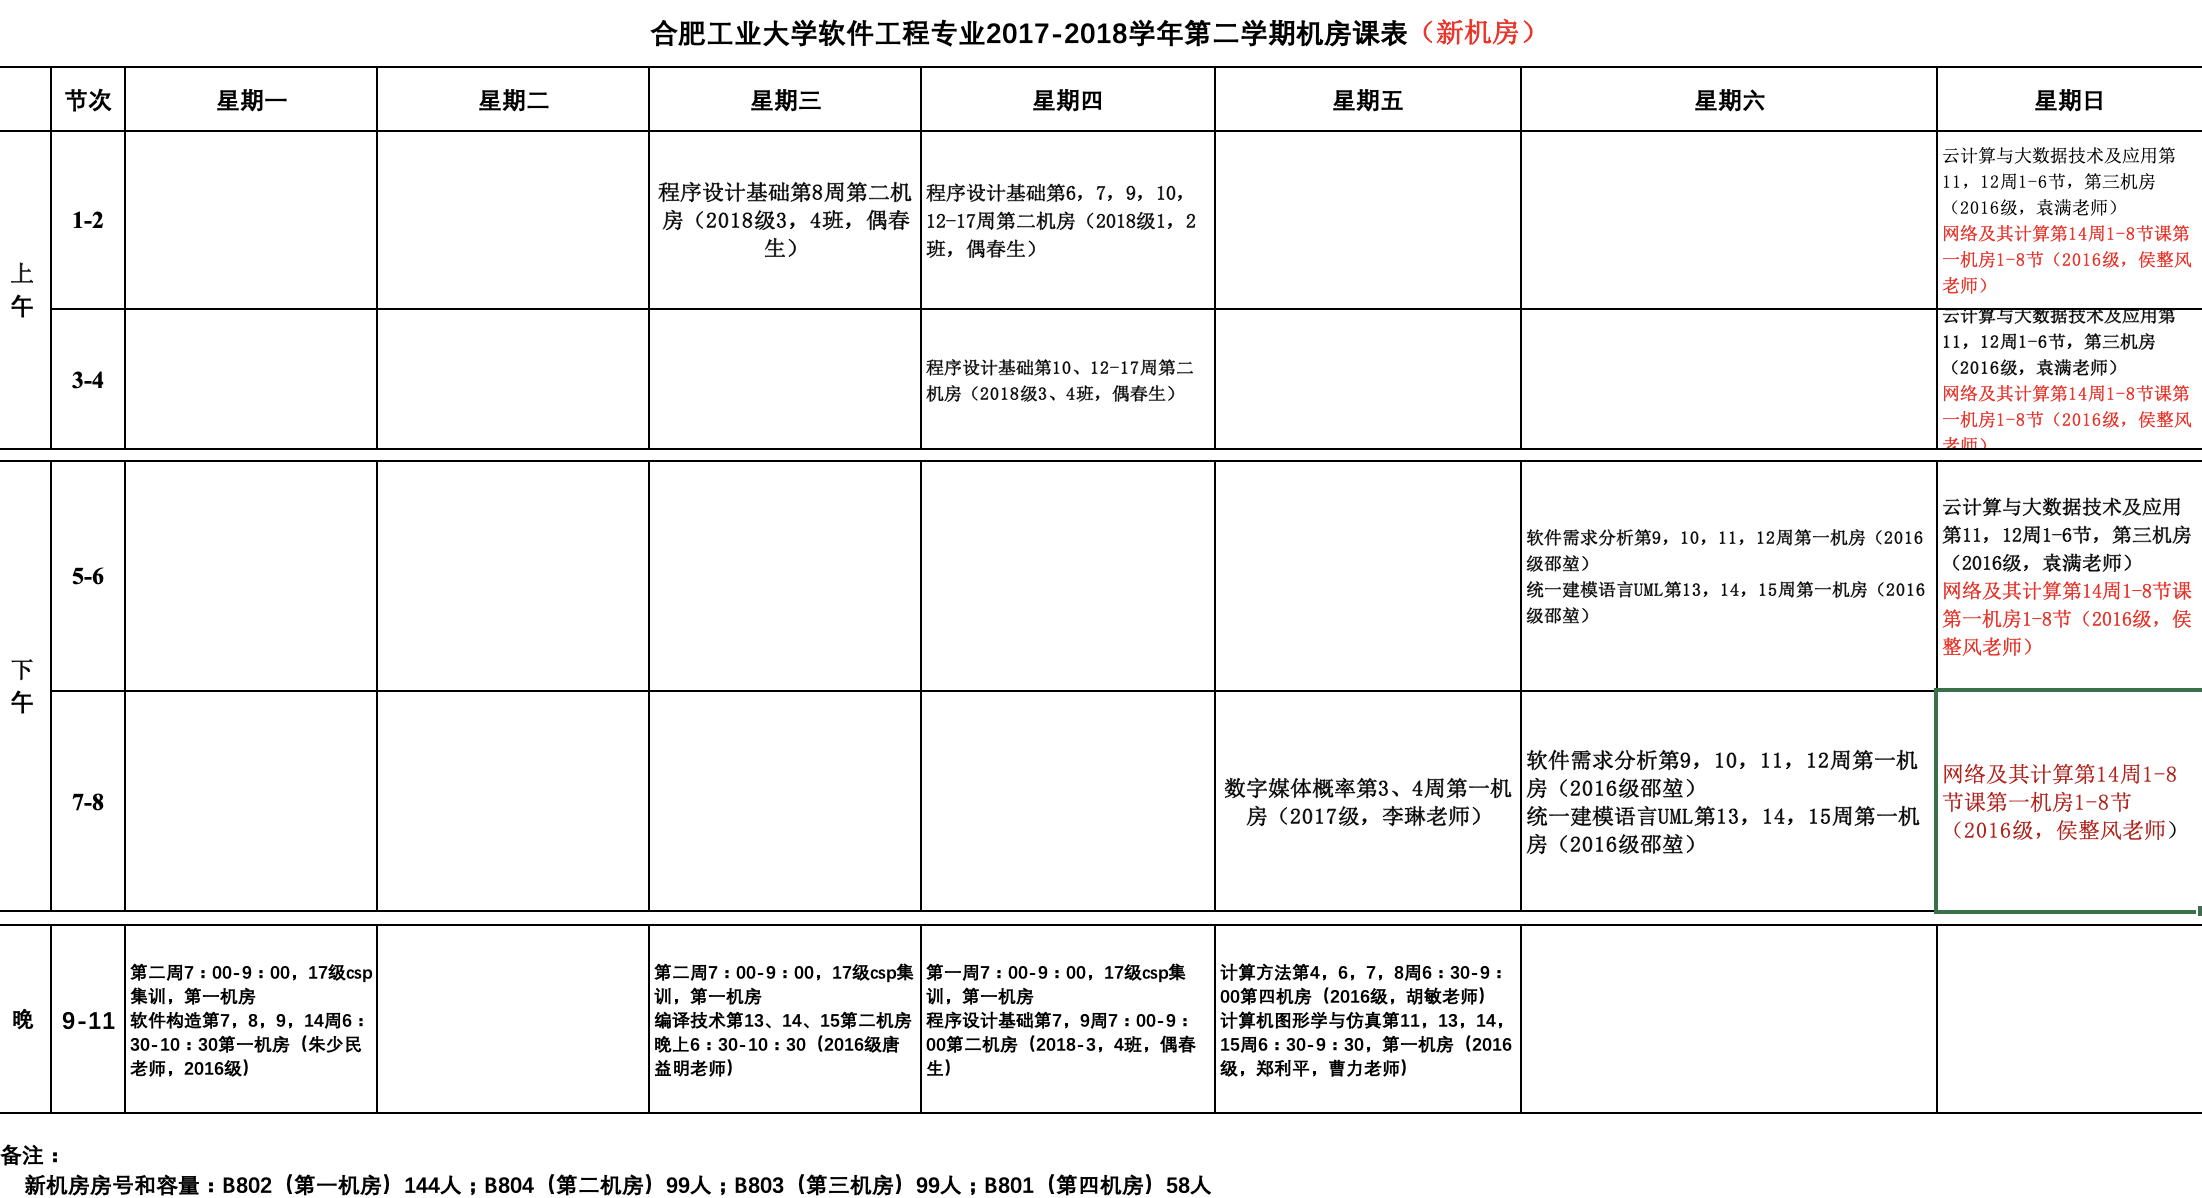 合肥工业大学软件工程专业2017-2018学年第二学期机房课表（新机房）
节次
星期一
星期二
星期三
星期四
星期五
星期六
星期日
上
午
1-2
程序设计基础第8周第二机
房（2018级3，4班，偶春
生）
程序设计基础第6，7，9，10，
12-17周第二机房（2018级1，2
班，偶春生）
云计算与大数据技术及应用第
11，12周1-6节，第三机房
（2016级，袁满老师）
网络及其计算第14周1-8节课第
一机房1-8节（2016级，侯整风
老师）
3-4
程序设计基础第10、12-17周第二
机房（2018级3、4班，偶春生）
云计算与大数据技术及应用第
11，12周1-6节，第三机房
（2016级，袁满老师）
网络及其计算第14周1-8节课第
一机房1-8节（2016级，侯整风
老师）
下
午
5-6
软件需求分析第9，10，11，12周第一机房（2016
级邵堃）
统一建模语言UML第13，14，15周第一机房（2016
级邵堃）
云计算与大数据技术及应用
第11，12周1-6节，第三机房
（2016级，袁满老师）
网络及其计算第14周1-8节课
第一机房1-8节（2016级，侯
整风老师）
7-8
数字媒体概率第3、4周第一机
房（2017级，李琳老师）
软件需求分析第9，10，11，12周第一机
房（2016级邵堃）
统一建模语言UML第13，14，15周第一机
房（2016级邵堃）
网络及其计算第14周1-8
节课第一机房1-8节
（2016级，侯整风老师）
晚
9-11
第二周7：00-9：00，17级csp
集训，第一机房
软件构造第7，8，9，14周6：
30-10：30第一机房（朱少民
老师，2016级）
第二周7：00-9：00，17级csp集
训，第一机房
编译技术第13、14、15第二机房
晚上6：30-10：30（2016级唐
益明老师）
第一周7：00-9：00，17级csp集
训，第一机房
程序设计基础第7，9周7：00-9：
00第二机房（2018-3，4班，偶春
生）
计算方法第4，6，7，8周6：30-9：
00第四机房（2016级，胡敏老师）
计算机图形学与仿真第11，13，14，
15周6：30-9：30，第一机房（2016
级，郑利平，曹力老师）
备注：
新机房房号和容量：B802（第一机房）144人；B804（第二机房）99人；B803（第三机房）99人；B801（第四机房）58人